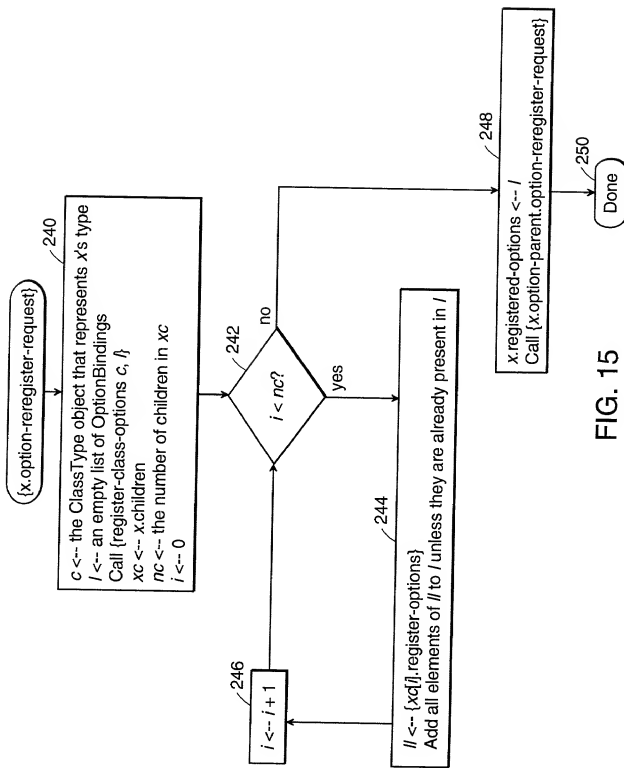 {x.option-reregister-request}
240
c <-- the ClassType object that represents x's type
l <-- an empty list of OptionBindings
Call {register-class-options c, l}
xc <-- x.children
nc <-- the number of children in xc
i <-- 0
242
i < nc?
no
yes
246
i <-- i + 1
244
ll <-- {xc[i].register-options}
Add all elements of ll to l unless they are already present in l
248
x.registered-options <-- l
Call {x.option-parent.option-reregister-request}
250
Done
FIG. 15